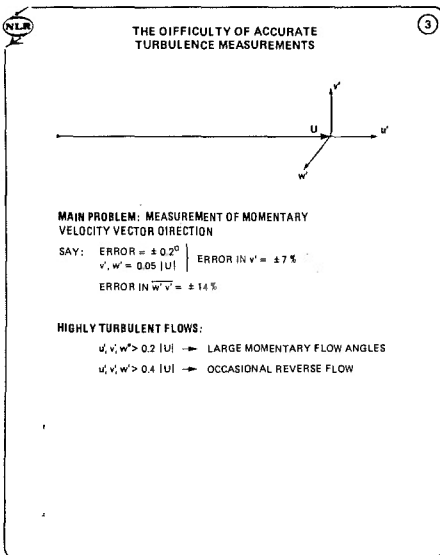 NLR
3
THE OIFFICULTY OF ACCURATE
TURBULENCE MEASUREMENTS
v'
U
u'
w'
MAIN PROBLEM: MEASUREMENT OF MOMENTARY
VELOCITY VECTOR DIRECTION
SAY: ERROR = ± 0.2° ERROR IN v' = ± 7 %
v', w' = 0.05 |U|
ERROR IN w' v' = ± 14 %
HIGHLY TURBULENT FLOWS:
u', v', w' > 0.2 |U| → LARGE MOMENTARY FLOW ANGLES
u', v', w' > 0.4 |U| → OCCASIONAL REVERSE FLOW